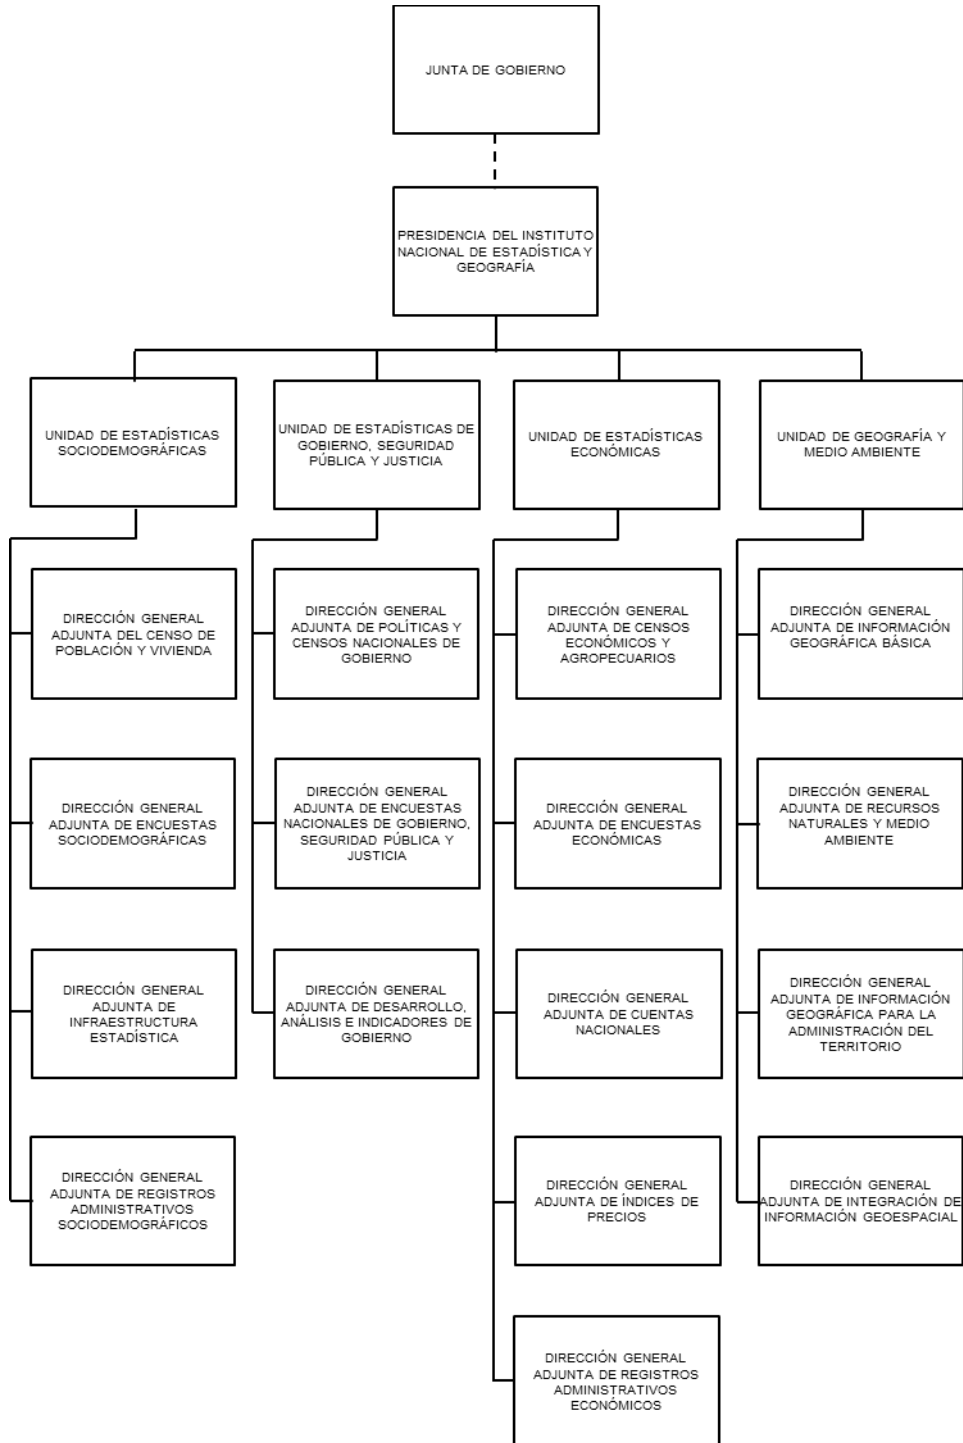 JUNTA DE GOBIERNO
PRESIDENCIA DEL INSTITUTO
NACIONAL DE ESTADÍSTICA Y
GEOGRAFÍA
UNIDAD DE ESTADÍSTICAS
SOCIODEMOGRÁFICAS
UNIDAD DE ESTADÍSTICAS DE
GOBIERNO, SEGURIDAD
PÚBLICA Y JUSTICIA
UNIDAD DE ESTADÍSTICAS
ECONÓMICAS
UNIDAD DE GEOGRAFÍA Y
MEDIO AMBIENTE
DIRECCIÓN GENERAL
ADJUNTA DEL CENSO DE
POBLACIÓN Y VIVIENDA
DIRECCIÓN GENERAL
ADJUNTA DE POLÍTICAS Y
CENSOS NACIONALES DE
GOBIERNO
DIRECCIÓN GENERAL
ADJUNTA DE CENSOS
ECONÓMICOS Y
AGROPECUARIOS
DIRECCIÓN GENERAL
ADJUNTA DE INFORMACIÓN
GEOGRÁFICA BÁSICA
DIRECCIÓN GENERAL
ADJUNTA DE ENCUESTAS
SOCIODEMOGRÁFICAS
DIRECCIÓN GENERAL
ADJUNTA DE ENCUESTAS
NACIONALES DE GOBIERNO,
SEGURIDAD PÚBLICA Y
JUSTICIA
DIRECCIÓN GENERAL
ADJUNTA DE ENCUESTAS
ECONÓMICAS
DIRECCIÓN GENERAL
ADJUNTA DE RECURSOS
NATURALES Y MEDIO
AMBIENTE
DIRECCIÓN GENERAL
ADJUNTA DE
INFRAESTRUCTURA
ESTADÍSTICA
DIRECCIÓN GENERAL
ADJUNTA DE DESARROLLO,
ANÁLISIS E INDICADORES DE
GOBIERNO
DIRECCIÓN GENERAL
ADJUNTA DE CUENTAS
NACIONALES
DIRECCIÓN GENERAL
ADJUNTA DE INFORMACIÓN
GEOGRÁFICA PARA LA
ADMINISTRACIÓN DEL
TERRITORIO
DIRECCIÓN GENERAL
ADJUNTA DE REGISTROS
ADMINISTRATIVOS
SOCIODEMOGRÁFICOS
DIRECCIÓN GENERAL
ADJUNTA DE ÍNDICES DE
PRECIOS
DIRECCIÓN GENERAL
ADJUNTA DE INTEGRACIÓN DE
INFORMACIÓN GEOESPACIAL
DIRECCIÓN GENERAL
ADJUNTA DE REGISTROS
ADMINISTRATIVOS
ECONÓMICOS